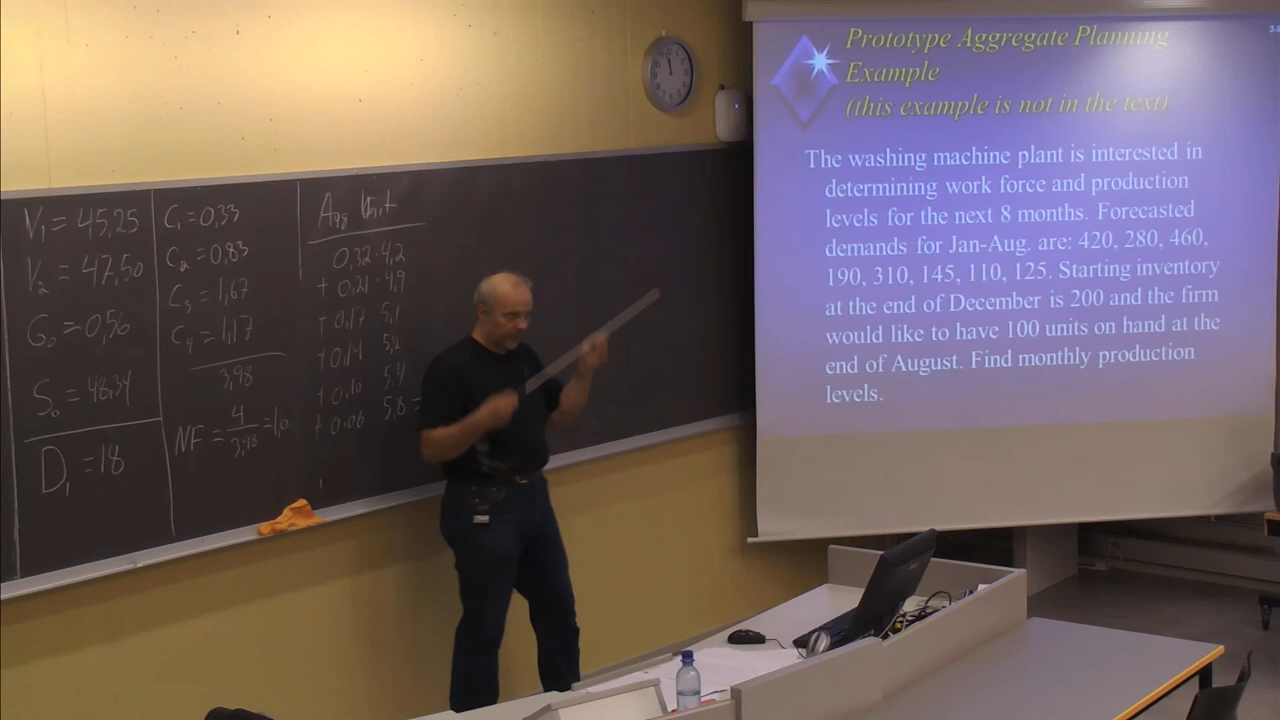 V₁ = 45,25
V₂ = 47,50
G₀ = 0,56
S₀ = 48,34
D₁ = 18
C₁ = 0,33
C₂ = 0,83
C₃ = 1,67
C₄ = 1,17
3,98
NF = 4/3,98 = 1,0
Agg Unit
0,32·4,2
+ 0,21·4,9
+ 0,17 5,1
+ 0,14 5,2
+ 0,10 5,4
+ 0,06 5,8 =
Prototype Aggregate Planning
Example
(this example is not in the text)
The washing machine plant is interested in
determining work force and production
levels for the next 8 months. Forecasted
demands for Jan-Aug. are: 420, 280, 460,
190, 310, 145, 110, 125. Starting inventory
at the end of December is 200 and the firm
would like to have 100 units on hand at the
end of August. Find monthly production
levels.